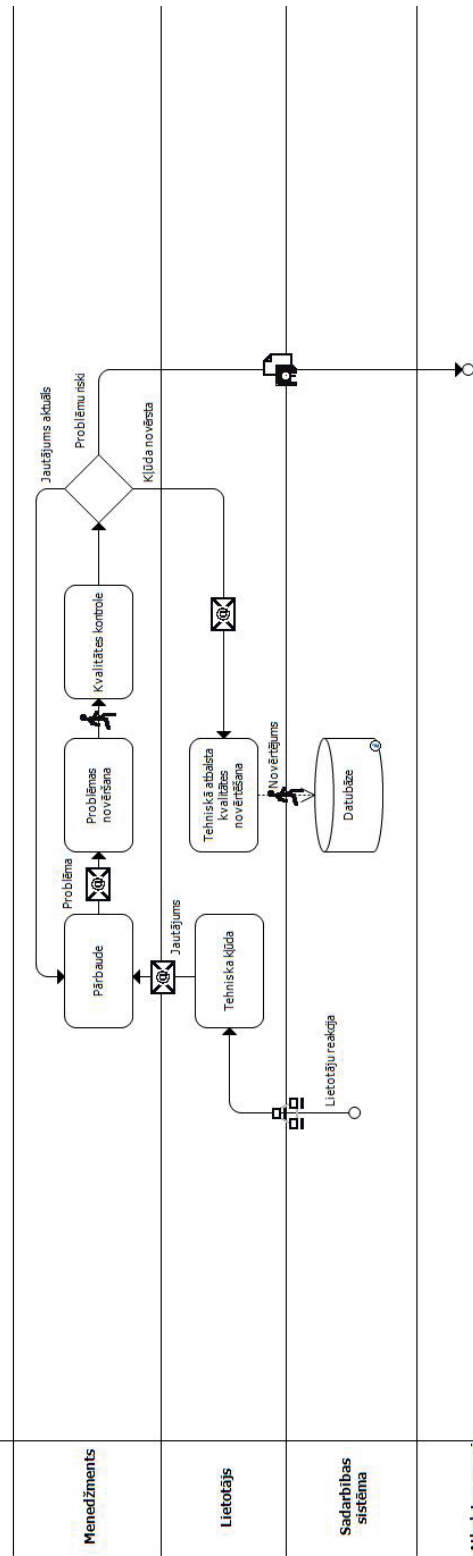 Menedžments
Lietotājs
Sadarbības
sistēma
Jautājums aktuāls
Problēmu riski
Kļūda novērsta
Problēma
Pārbaude
Problēmas
novēršana
Kvalitātes kontrole
Jautājums
Tehniska kļūda
Tehniskā atbalsta
kvalitātes
novērtēšana
Novērtējums
Lietotāju reakcija
Datubāze